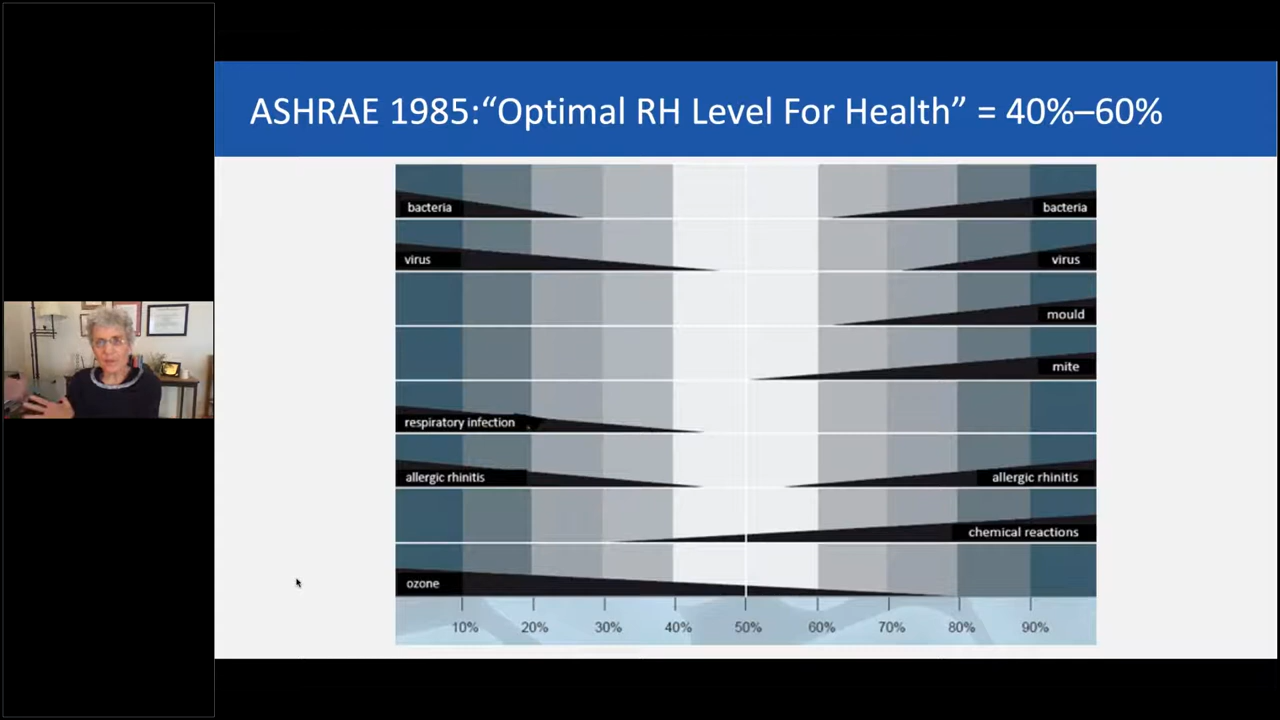 ASHRAE 1985:“Optimal RH Level For Health” = 40%–60%
bacteria bacteria
virus virus
mould
mite
respiratory infection
allergic rhinitis allergic rhinitis
chemical reactions
ozone
10% 20% 30% 40% 50% 60% 70% 80% 90%